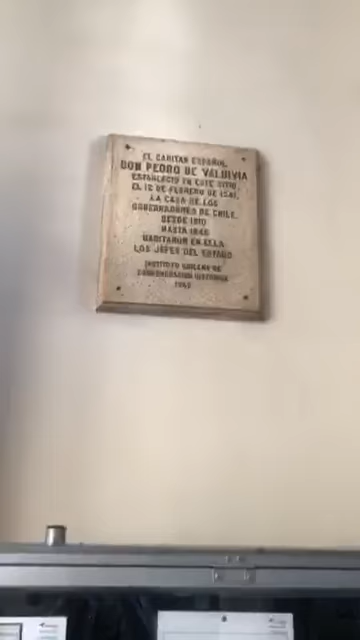 EL CAPITAN ESPAÑOL
DON PEDRO DE VALDIVIA
ESTABLECIO EN ESTE SITIO
EL 12 DE FEBRERO DE 1541,
LA CASA DE LOS
GOBERNADORES DE CHILE.
DESDE 1810
HASTA 1846
HABITARON EN ELLA
LOS JEFES DEL ESTADO
INSTITUTO CHILENO DE
CONMEMORACION HISTORICA